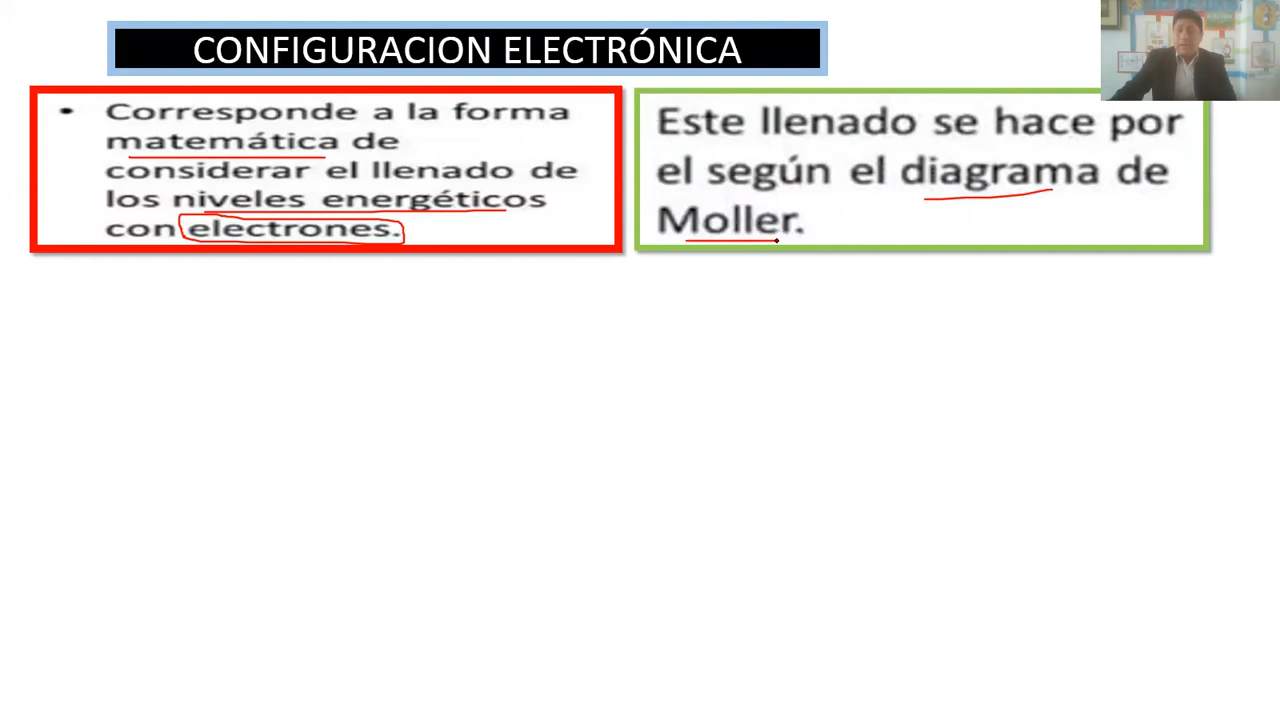 CONFIGURACION ELECTRÓNICA
• Corresponde a la forma
matemática de
considerar el llenado de
los niveles energéticos
con electrones.
Este llenado se hace por
el según el diagrama de
Moller.